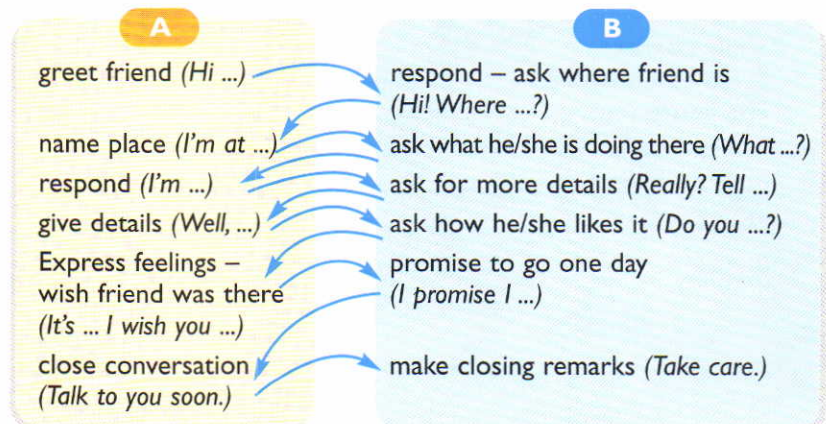 A
greet friend (Hi ...)
name place (I'm at ...)
respond (I'm ...)
give details (Well, ...)
Express feelings –
wish friend was there
(It's ... I wish you ...)
close conversation
(Talk to you soon.)
B
respond – ask where friend is
(Hi! Where ...?)
ask what he/she is doing there (What ...?)
ask for more details (Really? Tell ...)
ask how he/she likes it (Do you ...?)
promise to go one day
(I promise I ...)
make closing remarks (Take care.)